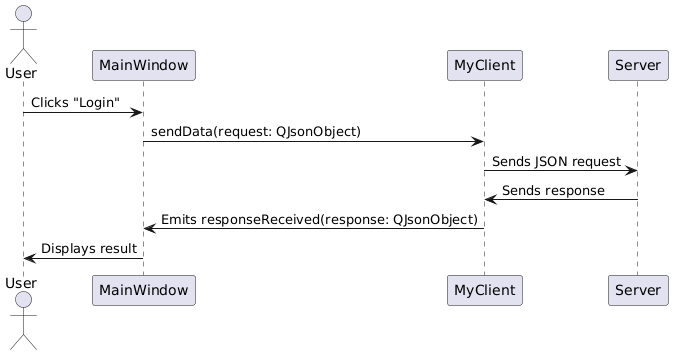 User
MainWindow
MyClient
Server
Clicks "Login"
sendData(request: QJsonObject)
Sends JSON request
Sends response
Emits responseReceived(response: QJsonObject)
Displays result
User
MainWindow
MyClient
Server